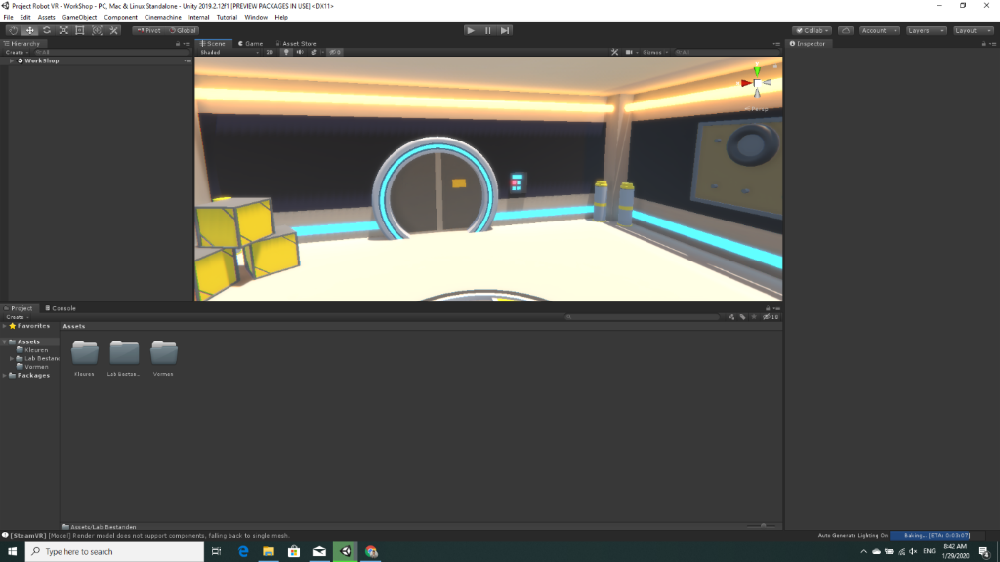 Project Robot VR - WorkShop - PC, Mac & Linux Standalone - Unity 2019.2.12f1 [PREVIEW PACKAGES IN USE] <DX11>
File Edit Assets GameObject Component Cinemachine Internal Tutorial Window Help
Pivot Global Collab Account Layers Layout
Hierarchy Scene Game Asset Store Inspector
Create All Shaded 2D Gizmos All
WorkShop
Persp
Project Console
Create
Favorites
Assets
Assets
Kleuren
Lab Bestan
Vormen
Packages
Kleuren Lab Bestan... Vormen
Assets/Lab Bestanden
[SteamVR] [Model] Render model does not support components, falling back to single mesh.
Auto Generate Lighting On Baking... [ETA: 0:03:07]
Type here to search
ENG
8:42 AM
1/29/2020